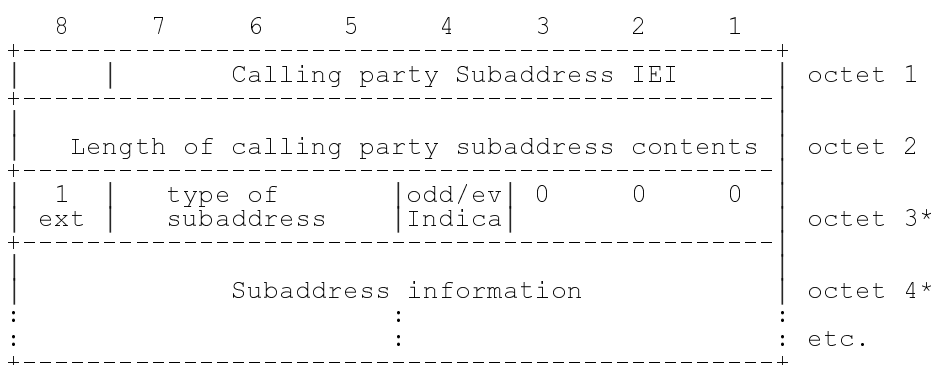 8 7 6 5 4 3 2 1
Calling party Subaddress IEI octet 1
Length of calling party subaddress contents octet 2
1 type of odd/ev 0 0 0
ext subaddress Indica octet 3*
Subaddress information octet 4*
: : :
: : : etc.